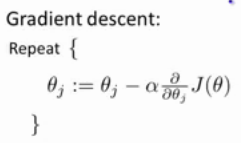 Gradient descent:
Repeat {
θⱼ := θⱼ − α ∂/∂θⱼ J(θ)
}